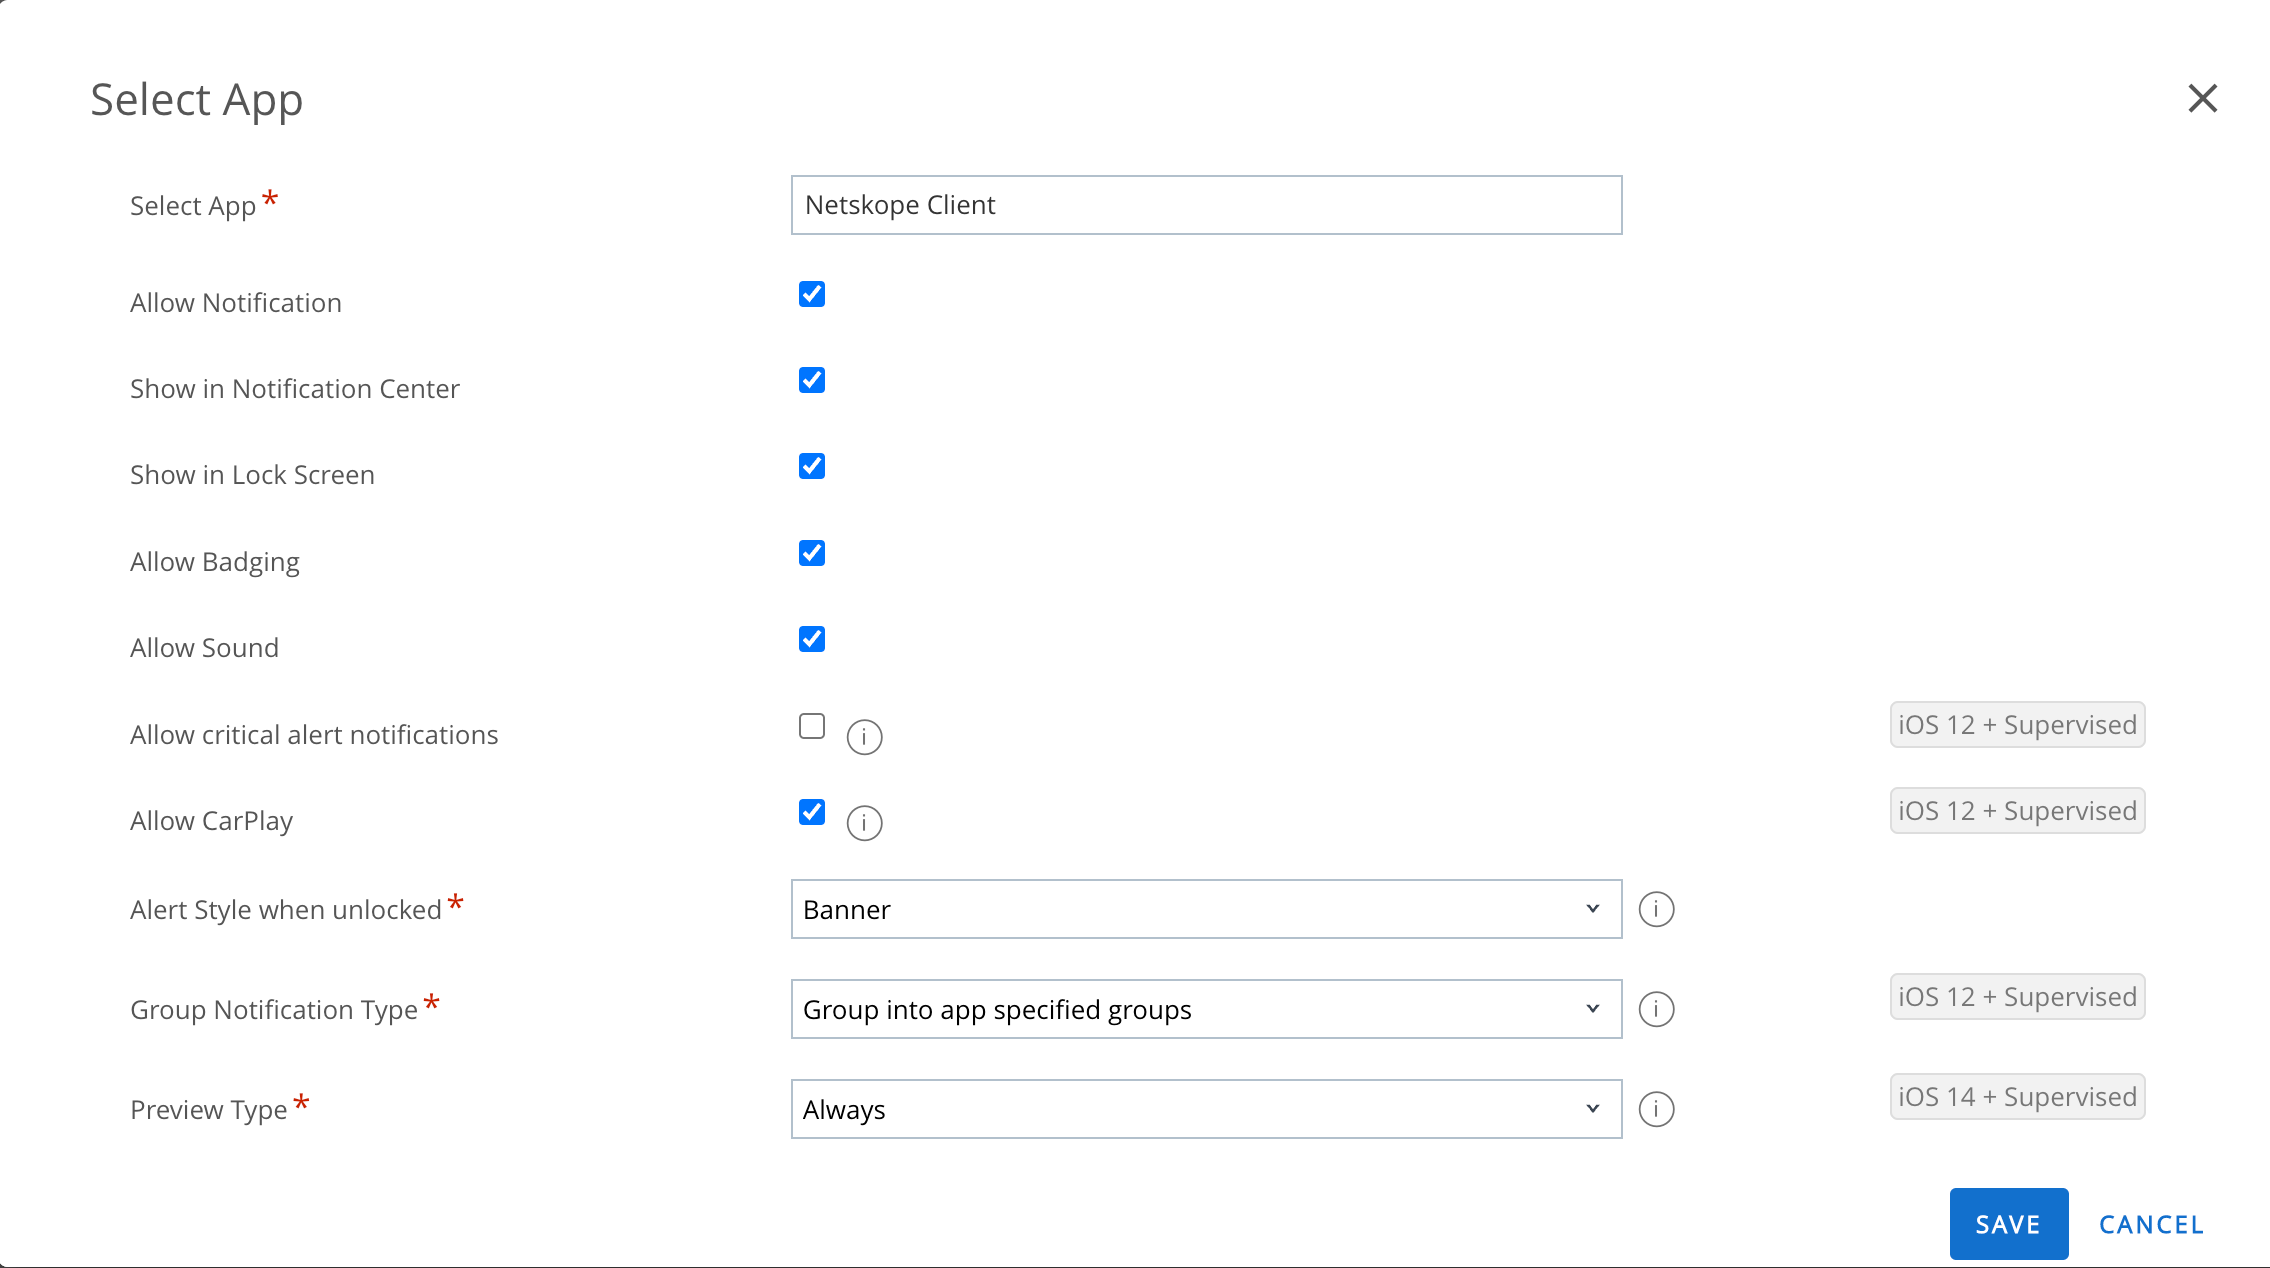 Select App
Select App *
Netskope Client
Allow Notification
Show in Notification Center
Show in Lock Screen
Allow Badging
Allow Sound
Allow critical alert notifications
iOS 12 + Supervised
Allow CarPlay
iOS 12 + Supervised
Alert Style when unlocked *
Banner
Group Notification Type *
Group into app specified groups
iOS 12 + Supervised
Preview Type *
Always
iOS 14 + Supervised
SAVE
CANCEL